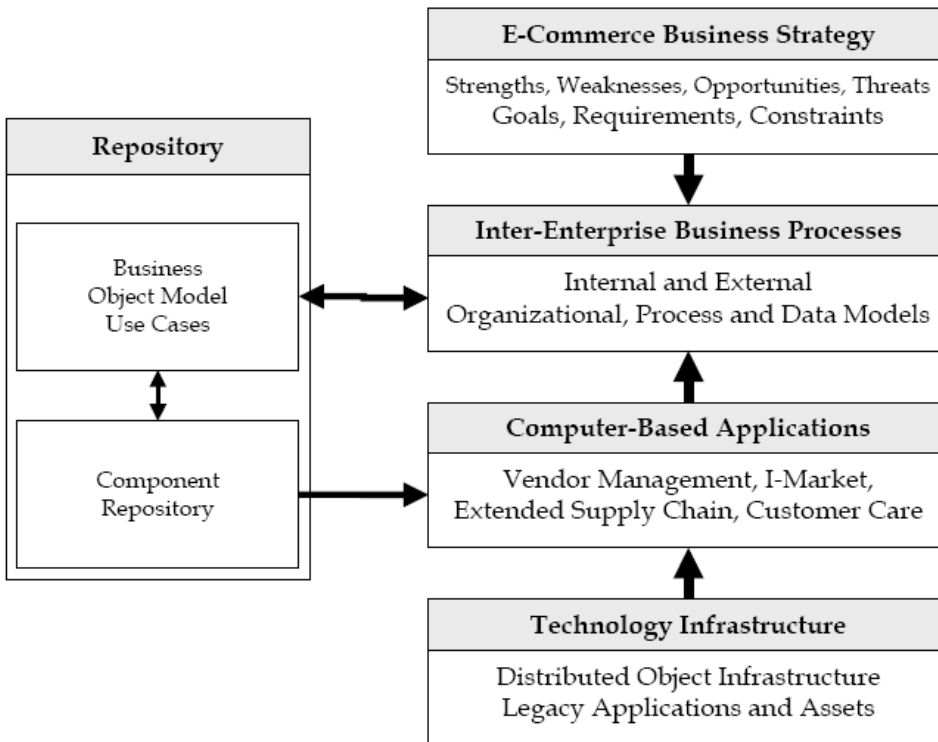 E-Commerce Business Strategy
Strengths, Weaknesses, Opportunities, Threats
Goals, Requirements, Constraints
Repository
Business
Object Model
Use Cases
Component
Repository
Inter-Enterprise Business Processes
Internal and External
Organizational, Process and Data Models
Computer-Based Applications
Vendor Management, I-Market,
Extended Supply Chain, Customer Care
Technology Infrastructure
Distributed Object Infrastructure
Legacy Applications and Assets